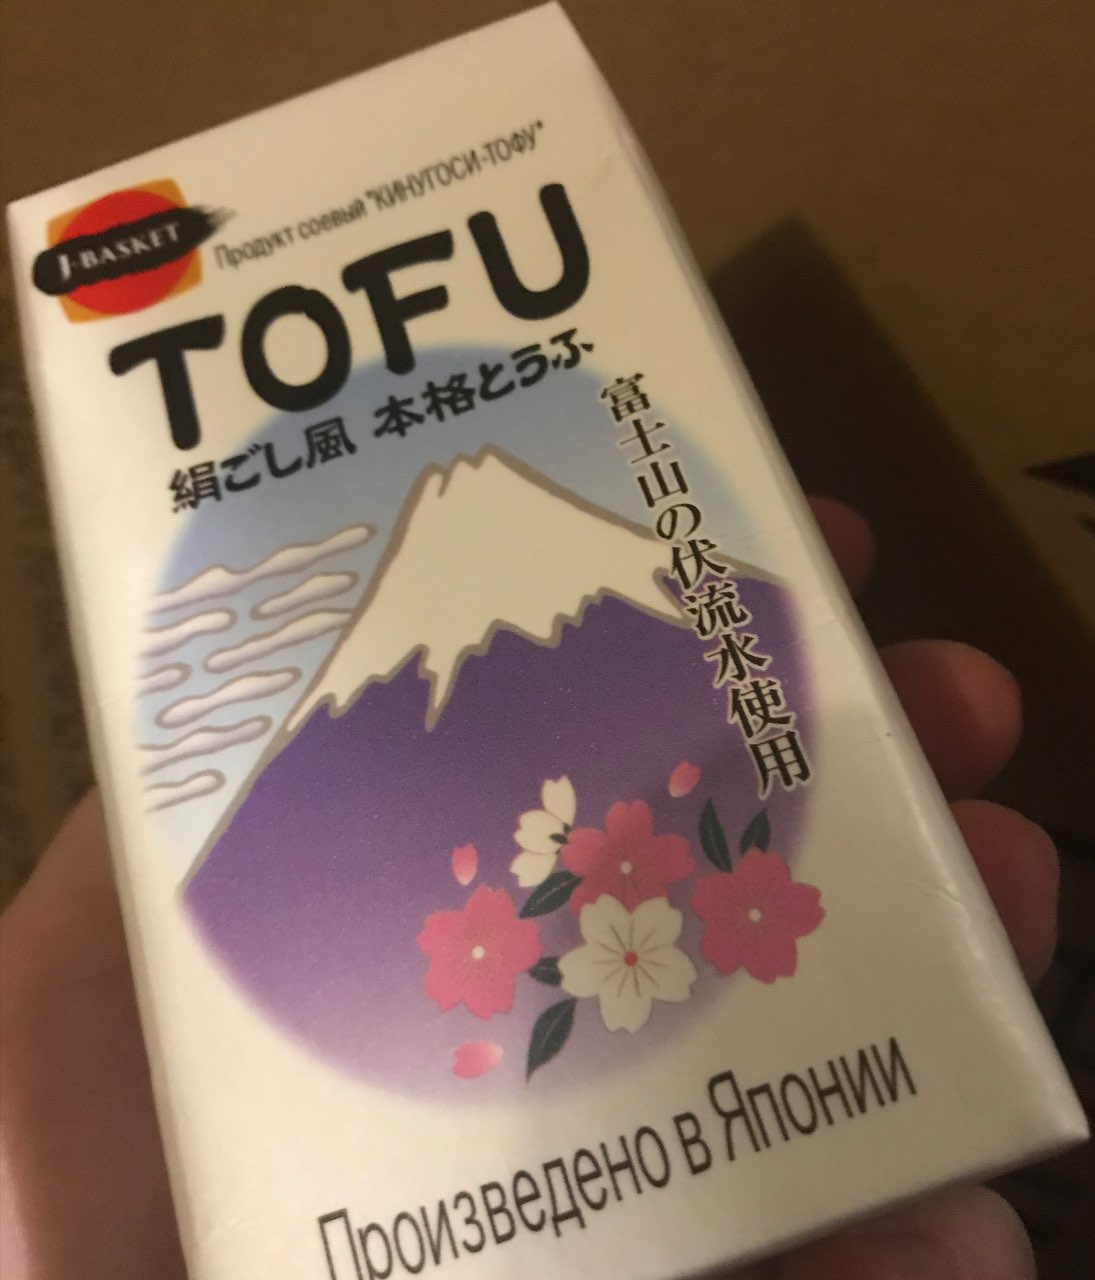 J-BASKET
Продукт соевый "КИНУГОСИ-ТОФУ"
TOFU
絹ごし風 本格とうふ
富士山の伏流水使用
Произведено в Японии